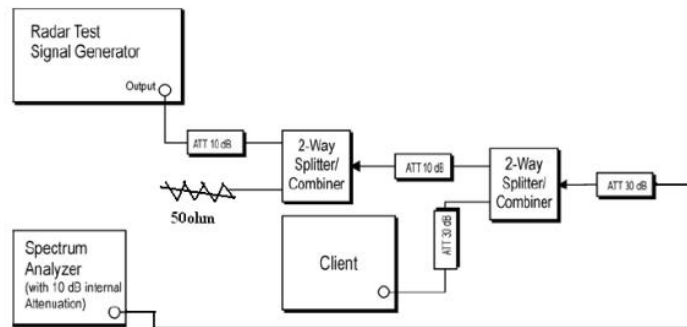 Radar Test
Signal Generator
Output
ATT 10 dB
2-Way
Splitter/
Combiner
ATT 10 dB
2-Way
Splitter/
Combiner
ATT 30 dB
50ohm
ATT 30 dB
Client
Spectrum
Analyzer
(with 10 dB internal
Attenuation)